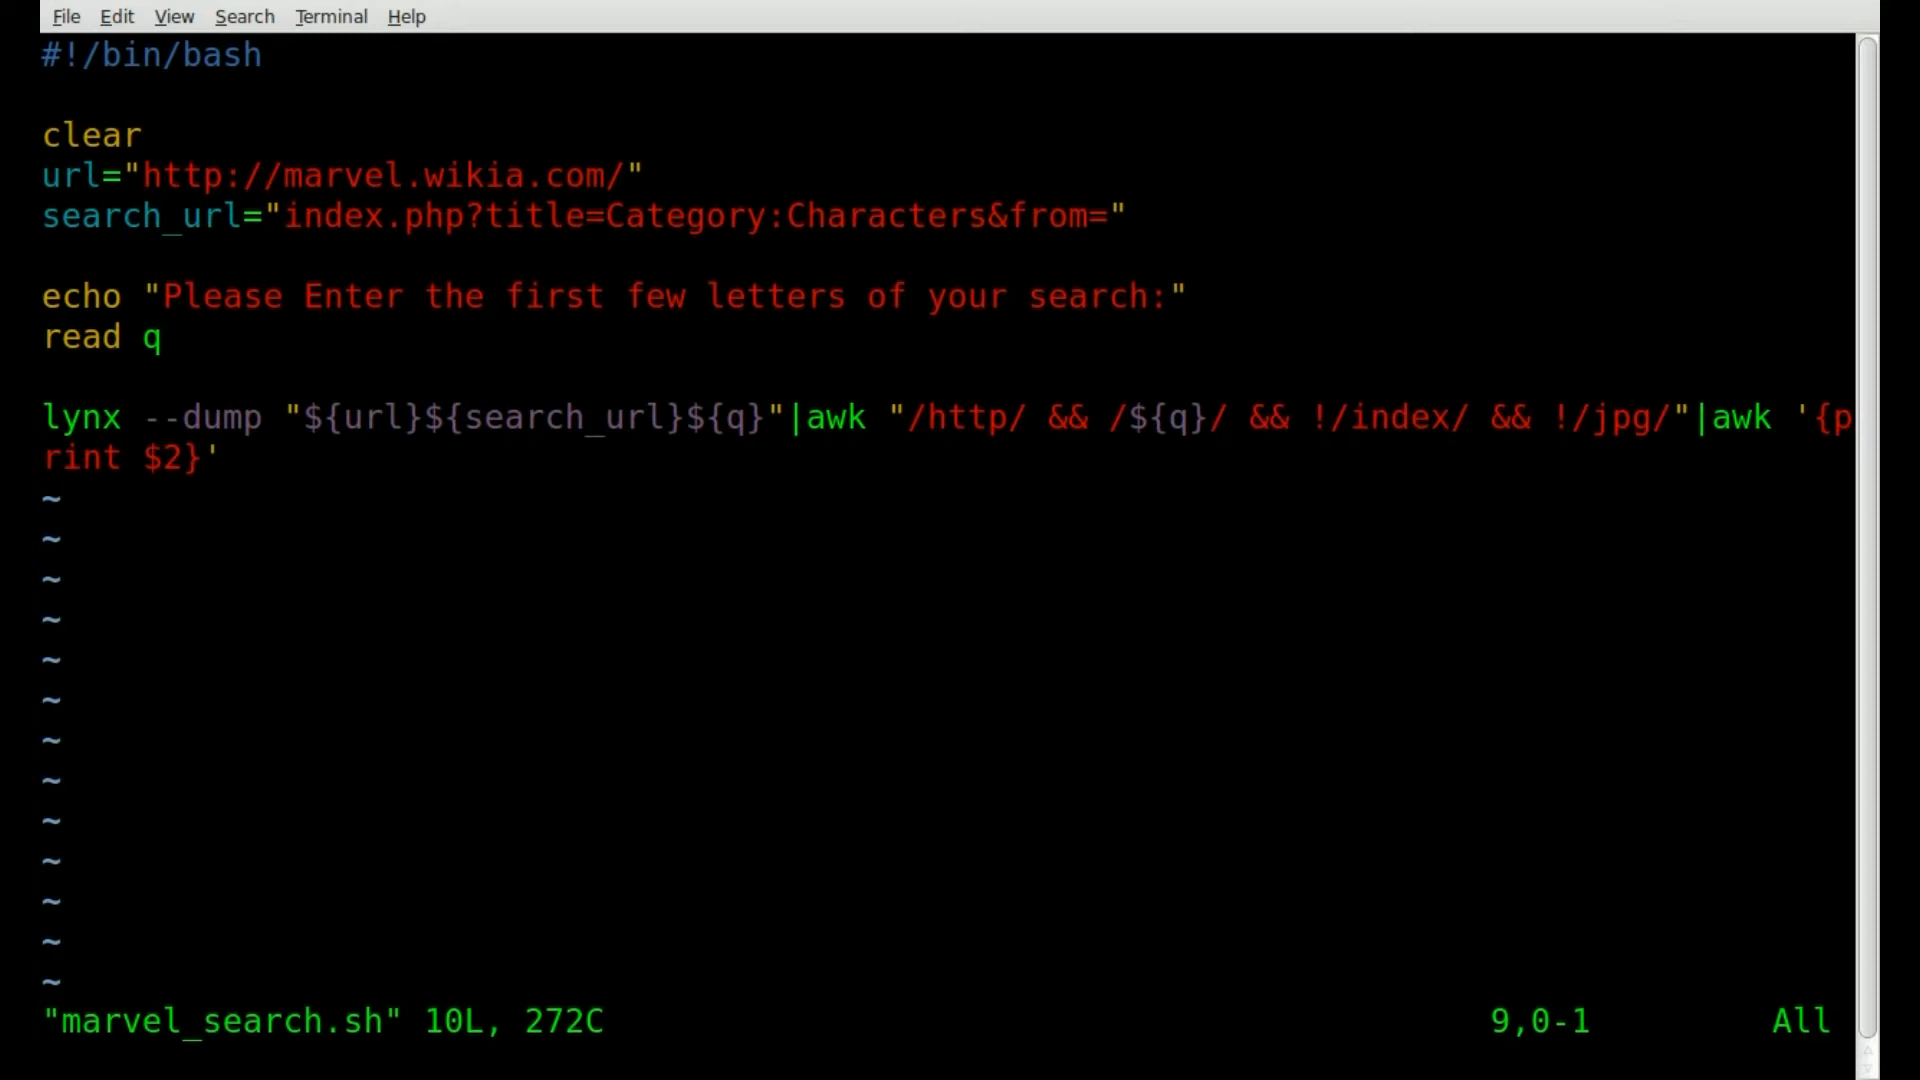 File Edit View Search Terminal Help
#!/bin/bash
clear
url="http://marvel.wikia.com/"
search_url="index.php?title=Category:Characters&from="
echo "Please Enter the first few letters of your search:"
read q
lynx --dump "${url}${search_url}${q}"|awk "/http/ && /${q}/ && !/index/ && !/jpg/"|awk '{p
rint $2}'
~
~
~
~
~
~
~
~
~
~
~
~
~
"marvel_search.sh" 10L, 272C 9,0-1 All